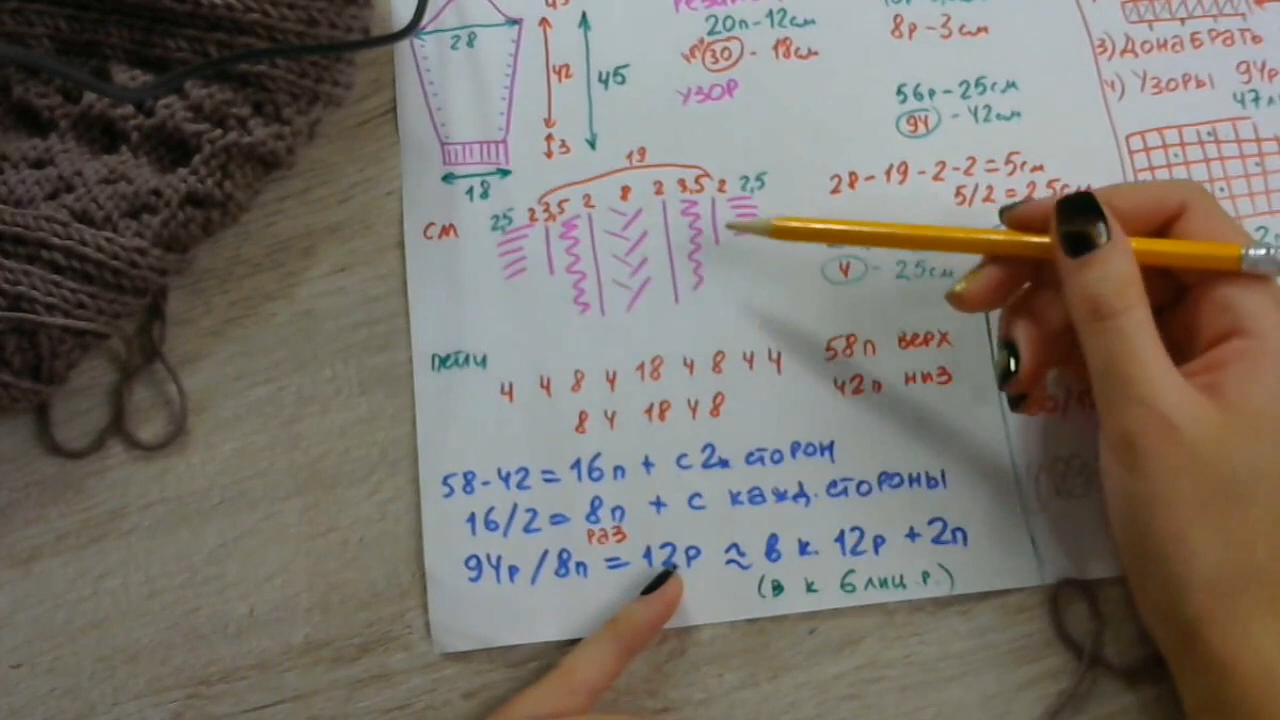 28
42
45
3
18
20п-12см
30 - 18см
УЗОР
8р-3см
56р-25см
94 - 42см
3) ДОНАБРАТЬ
4) УЗОРЫ 94р
19
28-19-2-2=5см
5/2=2,5см
см 2,5 2 3,5 2 8 2 3,5 2 2,5
4 - 2,5см
петли
4 4 8 4 18 4 8 4 4
8 4 18 4 8
58п верх
42п низ
58-42=16п + с 2х сторон
16/2= 8п + с кажд. стороны
раз
94р/8п = 12р ≈ в к. 12р + 2п
(в к 6 лиц.р.)